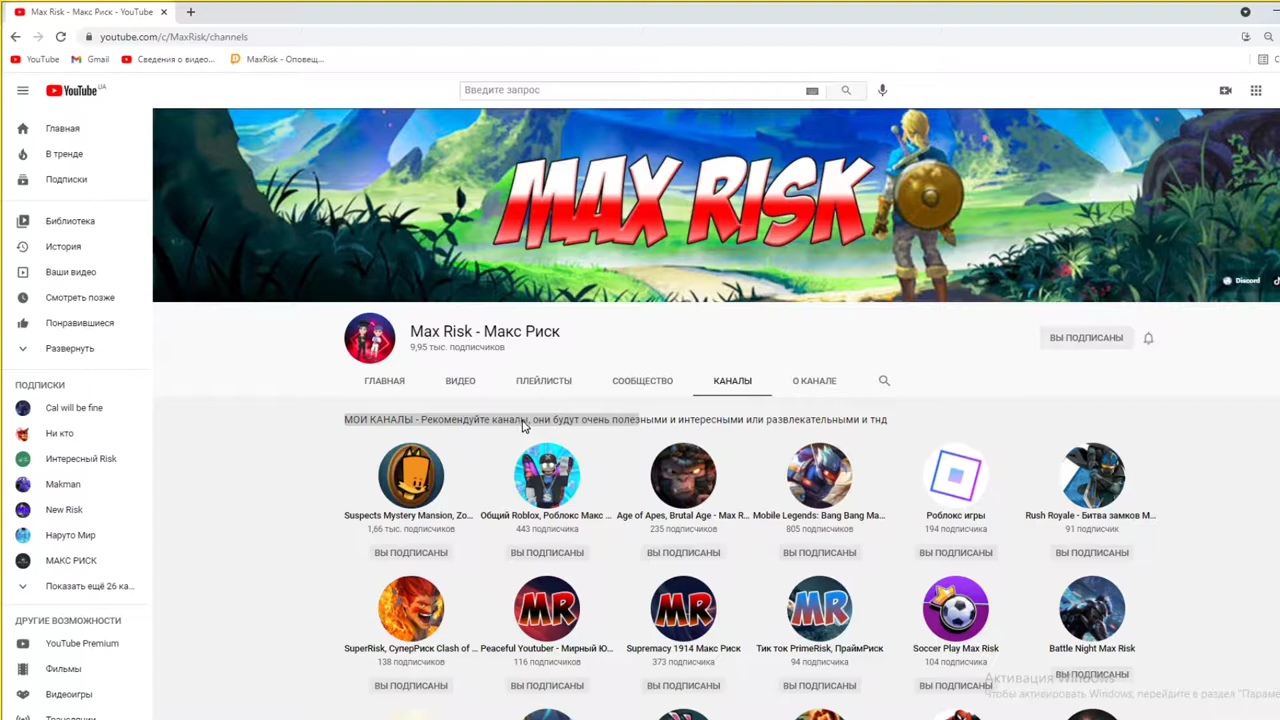 Max Risk - Макс Риск - YouTube
youtube.com/c/MaxRisk/channels
YouTube Gmail Сведения о видео... MaxRisk - Оповещ...
YouTube UA Введите запрос
Главная
В тренде
Подписки
Библиотека
История
Ваши видео
Смотреть позже
Понравившиеся
Развернуть
ПОДПИСКИ
Cal will be fine
Ни кто
Интересный Risk
Makman
New Risk
Наруто Мир
МАКС РИСК
Показать ещё 26 ка...
ДРУГИЕ ВОЗМОЖНОСТИ
YouTube Premium
Фильмы
Видеоигры
Трансляции
MAX RISK
Discord
Max Risk - Макс Риск
9,95 тыс. подписчиков
ВЫ ПОДПИСАНЫ
ГЛАВНАЯ ВИДЕО ПЛЕЙЛИСТЫ СООБЩЕСТВО КАНАЛЫ О КАНАЛЕ
МОИ КАНАЛЫ - Рекомендуйте каналы, они будут очень полезными и интересными или развлекательными и тнд
Suspects Mystery Mansion, Zo... Общий Roblox, Роблокс Макс ... Age of Apes, Brutal Age - Max R... Mobile Legends: Bang Bang Ma... Роблокс игры Rush Royale - Битва замков М...
1,66 тыс. подписчиков 443 подписчика 235 подписчиков 805 подписчиков 194 подписчика 91 подписчик
ВЫ ПОДПИСАНЫ ВЫ ПОДПИСАНЫ ВЫ ПОДПИСАНЫ ВЫ ПОДПИСАНЫ ВЫ ПОДПИСАНЫ ВЫ ПОДПИСАНЫ
MR MR MR
SuperRisk, СуперРиск Clash of ... Peaceful Youtuber - Мирный Ю... Supremacy 1914 Макс Риск Тик ток PrimeRisk, ПраймРиск Soccer Play Max Risk Battle Night Max Risk
138 подписчиков 116 подписчиков 373 подписчика 94 подписчика 104 подписчика
ВЫ ПОДПИСАНЫ ВЫ ПОДПИСАНЫ ВЫ ПОДПИСАНЫ ВЫ ПОДПИСАНЫ ВЫ ПОДПИСАНЫ ВЫ ПОДПИСАНЫ
Активация Windows
Чтобы активировать Windows, перейдите в раздел "Парам